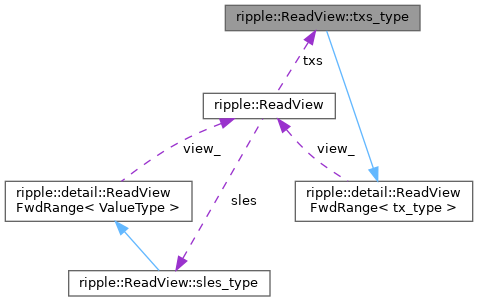 ripple::ReadView::txs_type
txs
ripple::ReadView
view_
view_
sles
ripple::detail::ReadView
FwdRange< ValueType >
ripple::detail::ReadView
FwdRange< tx_type >
ripple::ReadView::sles_type